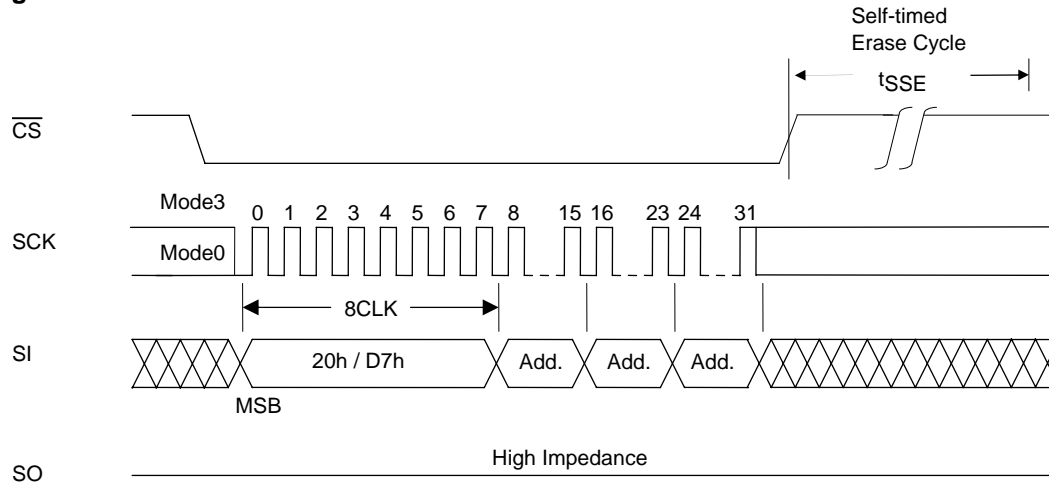 Self-timed
Erase Cycle
tSSE
CS
Mode3
0 1 2 3 4 5 6 7 8 15 16 23 24 31
SCK
Mode0
8CLK
SI
20h / D7h Add. Add. Add.
MSB
High Impedance
SO